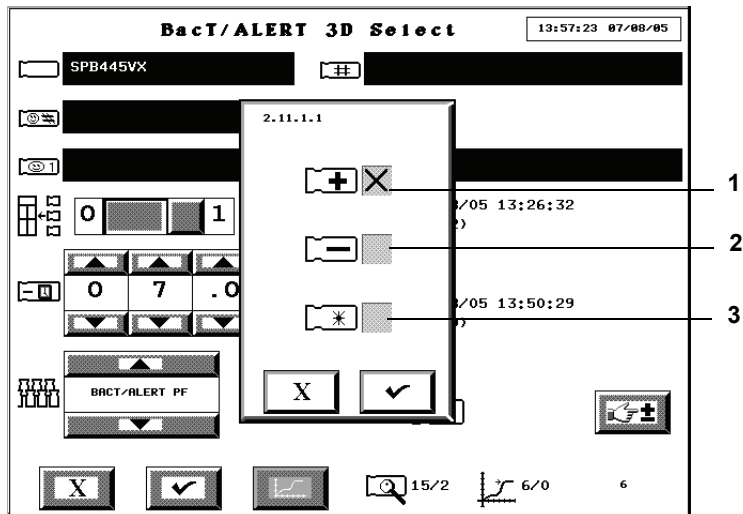 BacT/ALERT 3D Select
13:57:23 07/08/05
SPB445VX
2.11.1.1
1
1
/05 13:26:32
0
1
2
3
0 7 .0
/05 13:50:29
BACT/ALERT PF
X
X
15/2
6/0
6